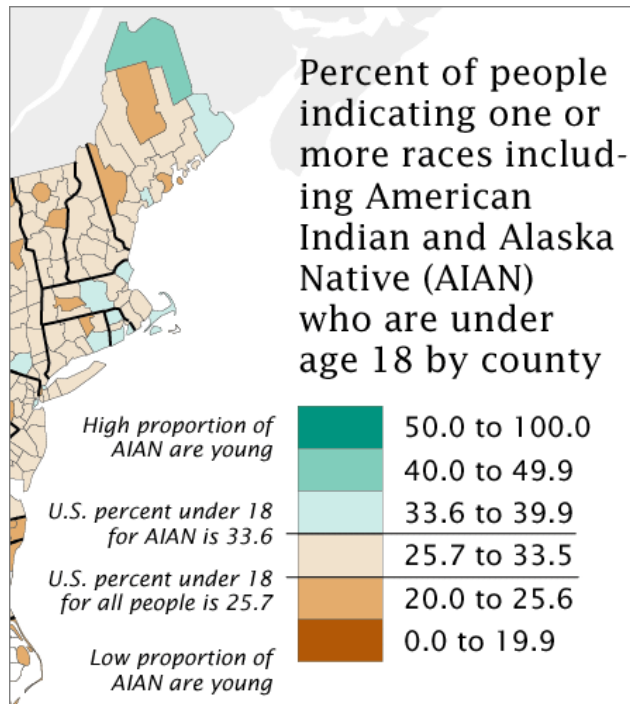 Percent of people
indicating one or
more races includ-
ing American
Indian and Alaska
Native (AIAN)
who are under
age 18 by county
High proportion of
AIAN are young
50.0 to 100.0
40.0 to 49.9
U.S. percent under 18
for AIAN is 33.6
33.6 to 39.9
25.7 to 33.5
U.S. percent under 18
for all people is 25.7
20.0 to 25.6
0.0 to 19.9
Low proportion of
AIAN are young